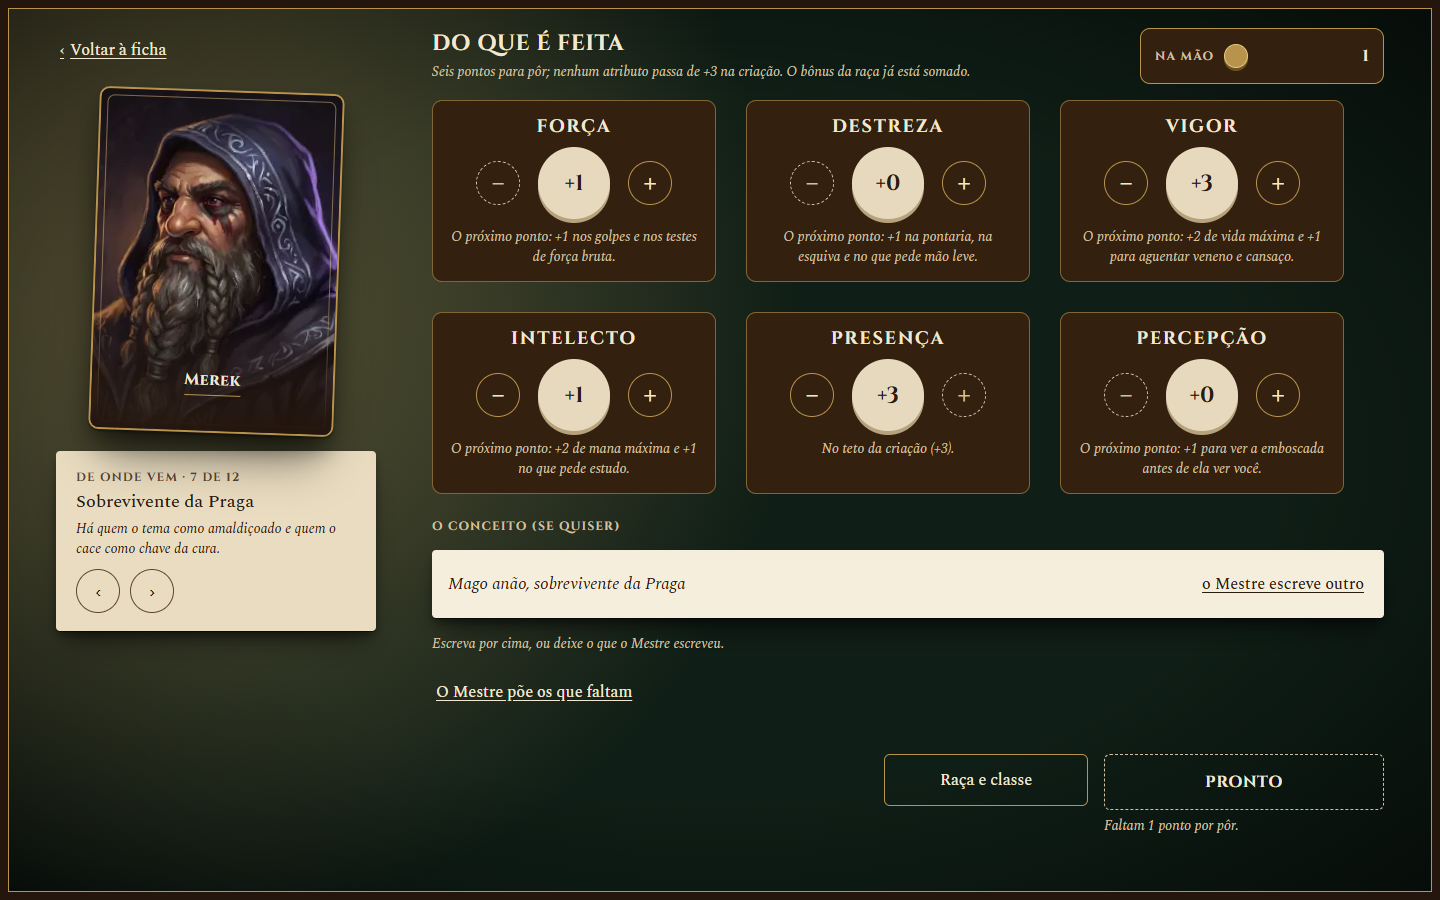 ‹ Voltar à ficha
DO QUE É FEITA
Seis pontos para pôr; nenhum atributo passa de +3 na criação. O bônus da raça já está somado.
NA MÃO 1
Merek
DE ONDE VEM · 7 DE 12
Sobrevivente da Praga
Há quem o tema como amaldiçoado e quem o
cace como chave da cura.
‹ ›
FORÇA
− +1 +
O próximo ponto: +1 nos golpes e nos testes
de força bruta.
DESTREZA
− +0 +
O próximo ponto: +1 na pontaria, na
esquiva e no que pede mão leve.
VIGOR
− +3 +
O próximo ponto: +2 de vida máxima e +1
para aguentar veneno e cansaço.
INTELECTO
− +1 +
O próximo ponto: +2 de mana máxima e +1
no que pede estudo.
PRESENÇA
− +3 +
No teto da criação (+3).
PERCEPÇÃO
− +0 +
O próximo ponto: +1 para ver a emboscada
antes de ela ver você.
O CONCEITO (SE QUISER)
Mago anão, sobrevivente da Praga
o Mestre escreve outro
Escreva por cima, ou deixe o que o Mestre escreveu.
O Mestre põe os que faltam
Raça e classe
PRONTO
Faltam 1 ponto por pôr.